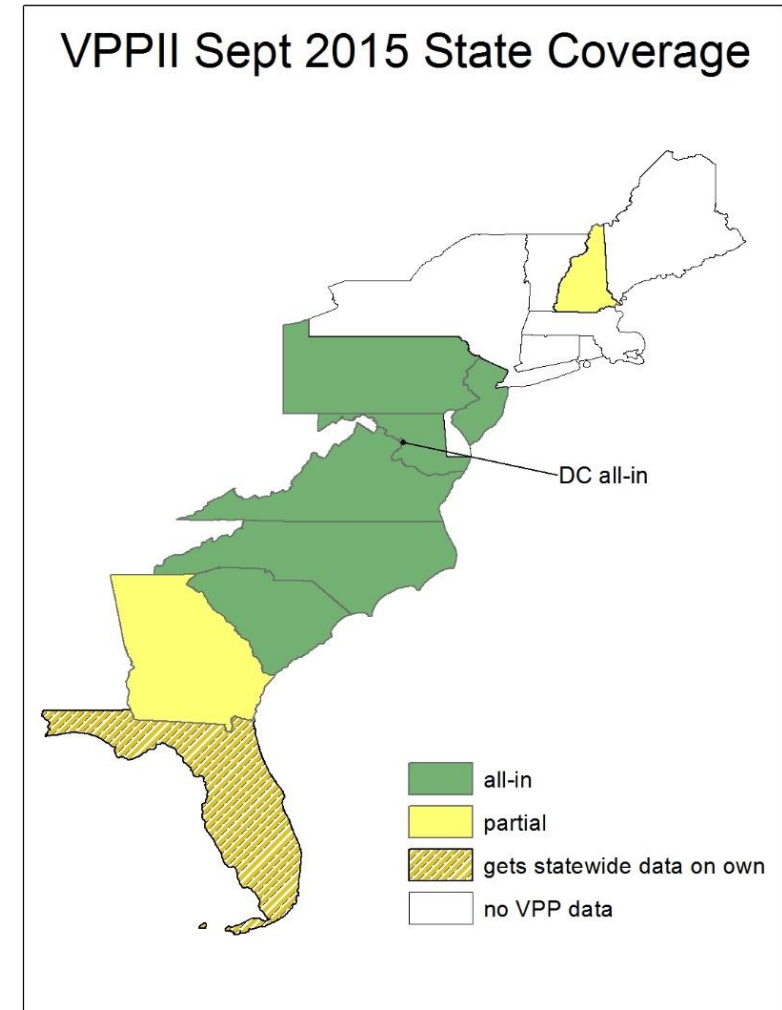 VPPII Sept 2015 State Coverage
DC all-in
all-in
partial
gets statewide data on own
no VPP data